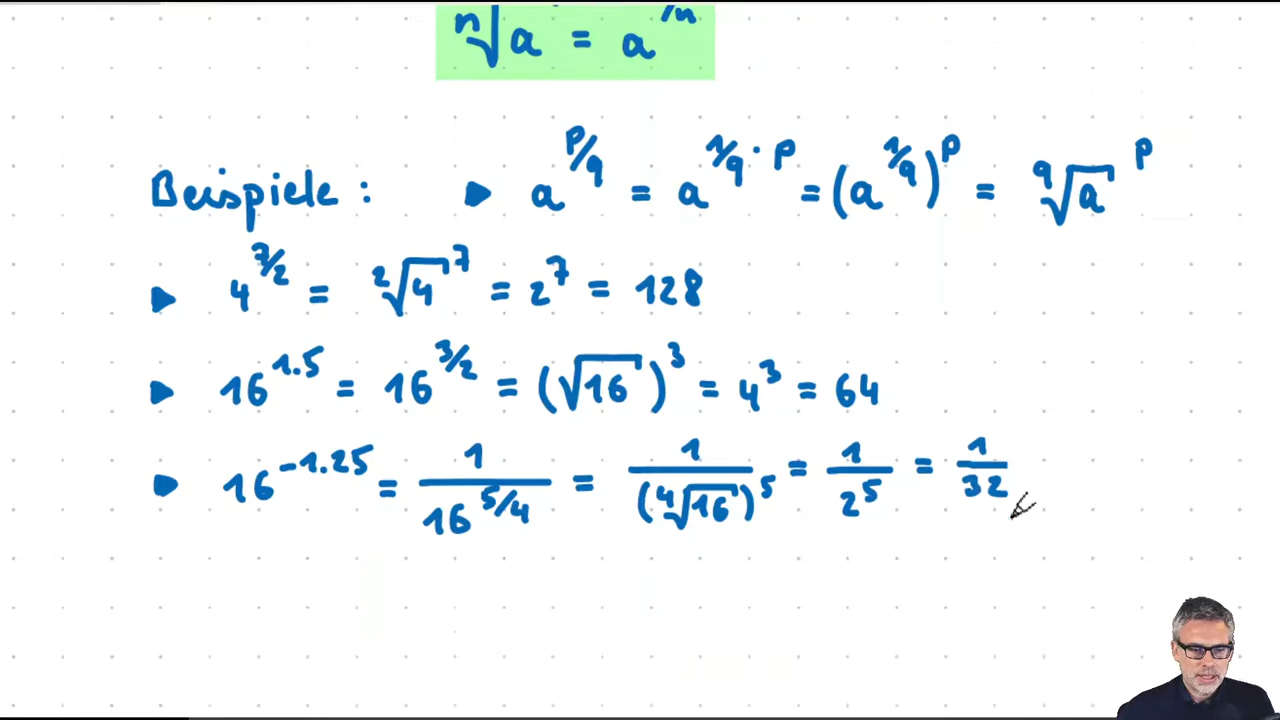 ⁿ√a = a^1/n
Beispiele: ▶ a^p/q = a^1/q · p = (a^1/q)^p = ^q√a^p
▶ 4^7/2 = ²√4^7 = 2^7 = 128
▶ 16^1.5 = 16^3/2 = (√16)^3 = 4^3 = 64
▶ 16^-1.25 = 1/16^5/4 = 1/(⁴√16)^5 = 1/2^5 = 1/32